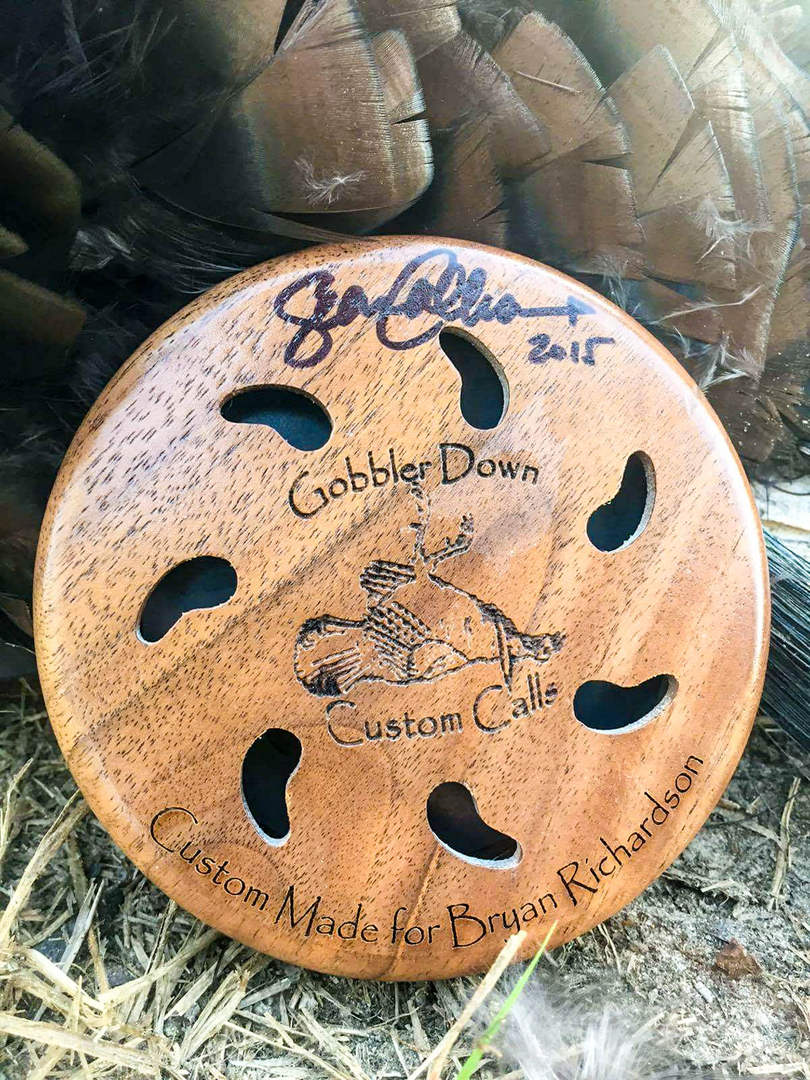 2015
Gobbler Down
Custom Calls
Custom Made for Bryan Richardson